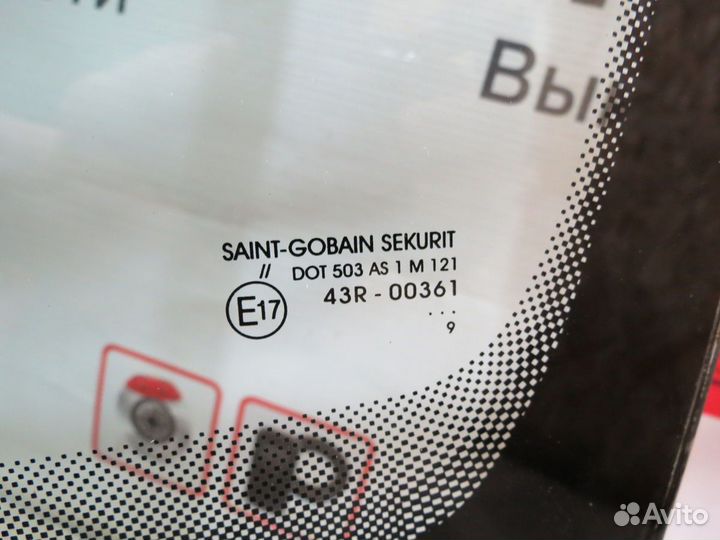 Вы
SAINT-GOBAIN SEKURIT
// DOT 503 AS 1 M 121
E17 43R - 00361
...
9
Avito